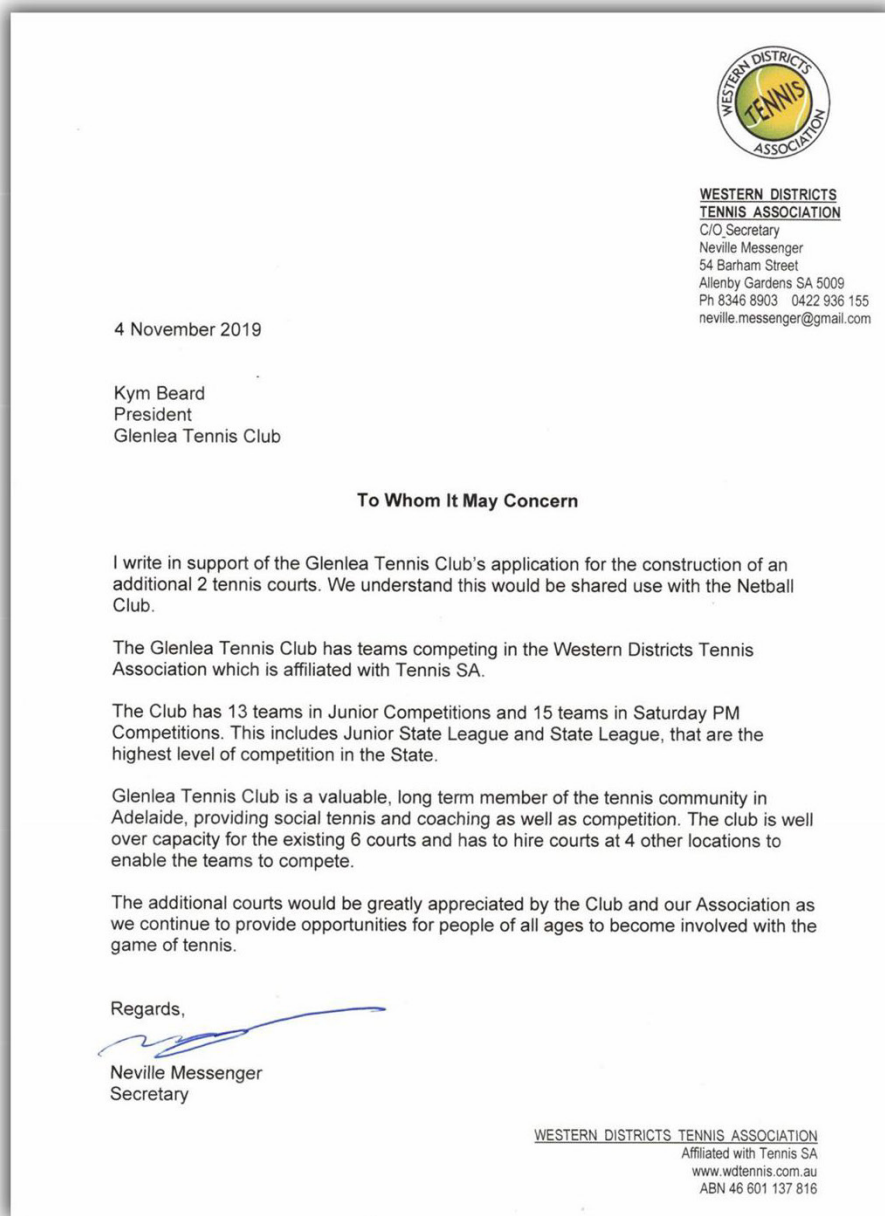 WESTERN DISTRICTS
TENNIS
ASSOCIATION
WESTERN DISTRICTS
TENNIS ASSOCIATION
C/O Secretary
Neville Messenger
54 Barham Street
Allenby Gardens SA 5009
Ph 8346 8903 0422 936 155
neville.messenger@gmail.com
4 November 2019
Kym Beard
President
Glenlea Tennis Club
To Whom It May Concern
I write in support of the Glenlea Tennis Club's application for the construction of an
additional 2 tennis courts. We understand this would be shared use with the Netball
Club.
The Glenlea Tennis Club has teams competing in the Western Districts Tennis
Association which is affiliated with Tennis SA.
The Club has 13 teams in Junior Competitions and 15 teams in Saturday PM
Competitions. This includes Junior State League and State League, that are the
highest level of competition in the State.
Glenlea Tennis Club is a valuable, long term member of the tennis community in
Adelaide, providing social tennis and coaching as well as competition. The club is well
over capacity for the existing 6 courts and has to hire courts at 4 other locations to
enable the teams to compete.
The additional courts would be greatly appreciated by the Club and our Association as
we continue to provide opportunities for people of all ages to become involved with the
game of tennis.
Regards,
Neville Messenger
Secretary
WESTERN DISTRICTS TENNIS ASSOCIATION
Affiliated with Tennis SA
www.wdtennis.com.au
ABN 46 601 137 816